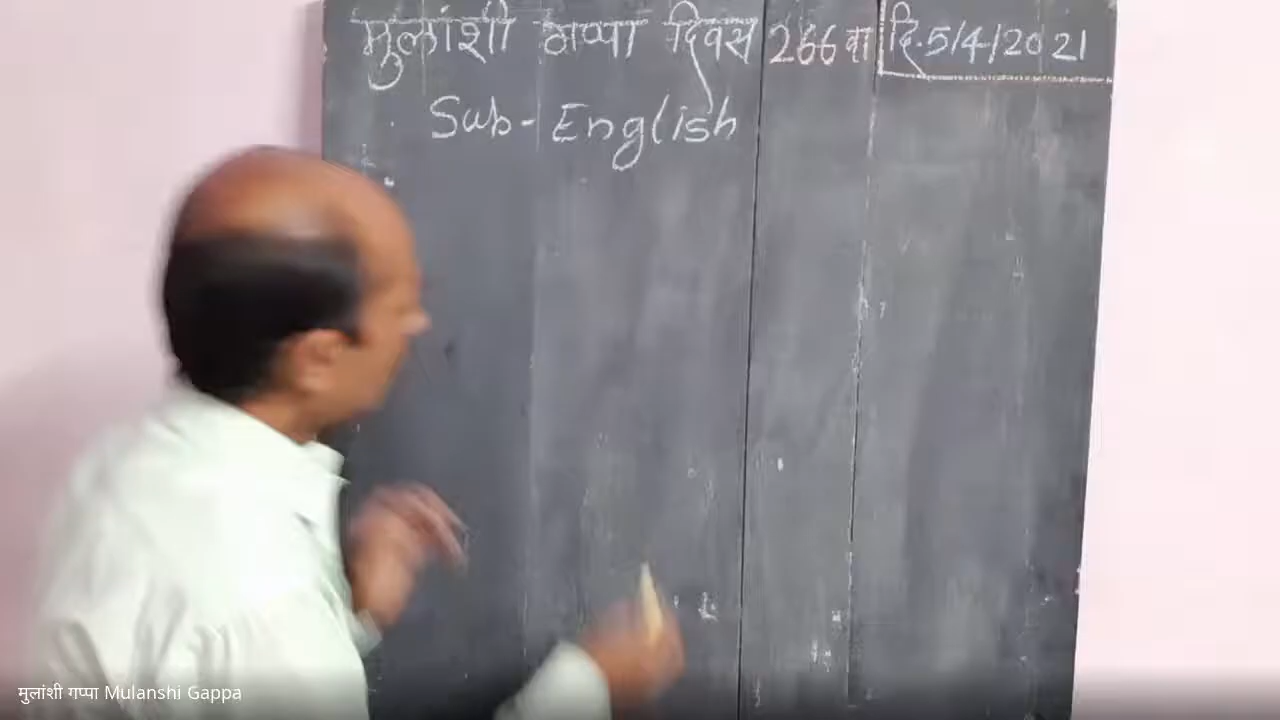 मुलांशी गप्पा दिवस 266 वा दि. 5/4/2021
Sub- English
मुलांशी गप्पा Mulanshi Gappa